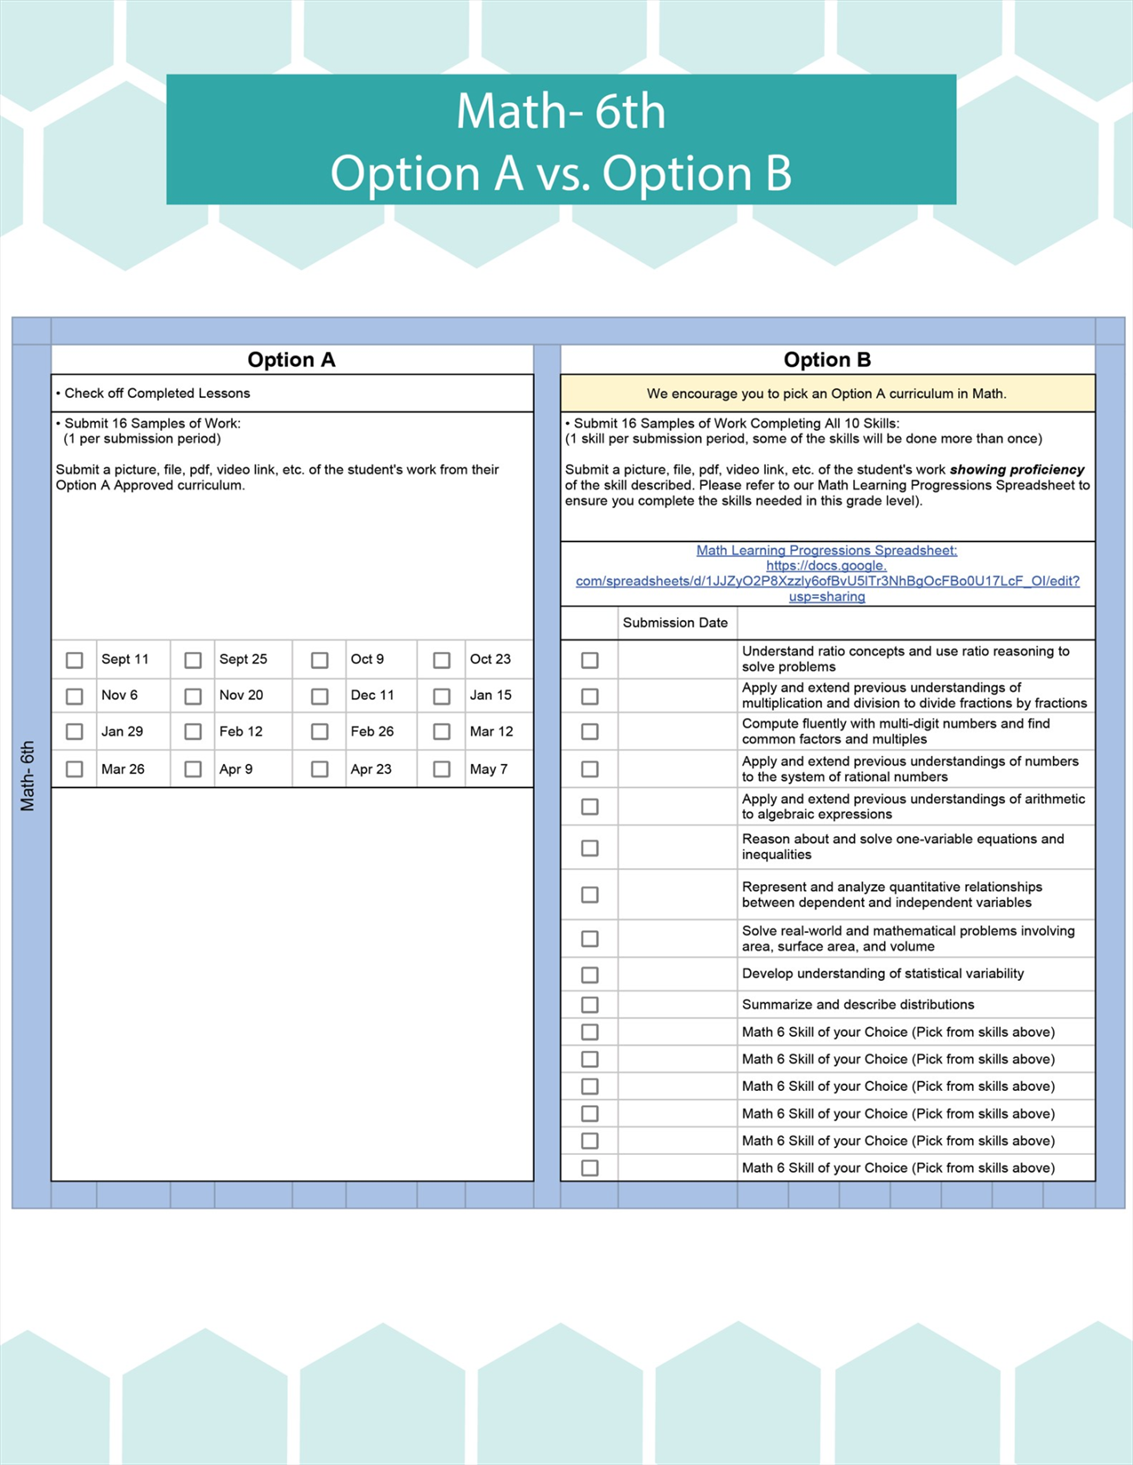 Math- 6th
Option A vs. Option B
Option A
• Check off Completed Lessons
• Submit 16 Samples of Work:
(1 per submission period)
Submit a picture, file, pdf, video link, etc. of the student's work from their
Option A Approved curriculum.
Sept 11 Sept 25 Oct 9 Oct 23
Nov 6 Nov 20 Dec 11 Jan 15
Jan 29 Feb 12 Feb 26 Mar 12
Mar 26 Apr 9 Apr 23 May 7
Math- 6th
Option B
We encourage you to pick an Option A curriculum in Math.
• Submit 16 Samples of Work Completing All 10 Skills:
(1 skill per submission period, some of the skills will be done more than once)
Submit a picture, file, pdf, video link, etc. of the student's work showing proficiency
of the skill described. Please refer to our Math Learning Progressions Spreadsheet to
ensure you complete the skills needed in this grade level).
Math Learning Progressions Spreadsheet:
https://docs.google.
com/spreadsheets/d/1JJZyO2P8Xzzly6ofBvU5lTr3NhBgOcFBo0U17LcF_OI/edit?
usp=sharing
Submission Date
Understand ratio concepts and use ratio reasoning to
solve problems
Apply and extend previous understandings of
multiplication and division to divide fractions by fractions
Compute fluently with multi-digit numbers and find
common factors and multiples
Apply and extend previous understandings of numbers
to the system of rational numbers
Apply and extend previous understandings of arithmetic
to algebraic expressions
Reason about and solve one-variable equations and
inequalities
Represent and analyze quantitative relationships
between dependent and independent variables
Solve real-world and mathematical problems involving
area, surface area, and volume
Develop understanding of statistical variability
Summarize and describe distributions
Math 6 Skill of your Choice (Pick from skills above)
Math 6 Skill of your Choice (Pick from skills above)
Math 6 Skill of your Choice (Pick from skills above)
Math 6 Skill of your Choice (Pick from skills above)
Math 6 Skill of your Choice (Pick from skills above)
Math 6 Skill of your Choice (Pick from skills above)